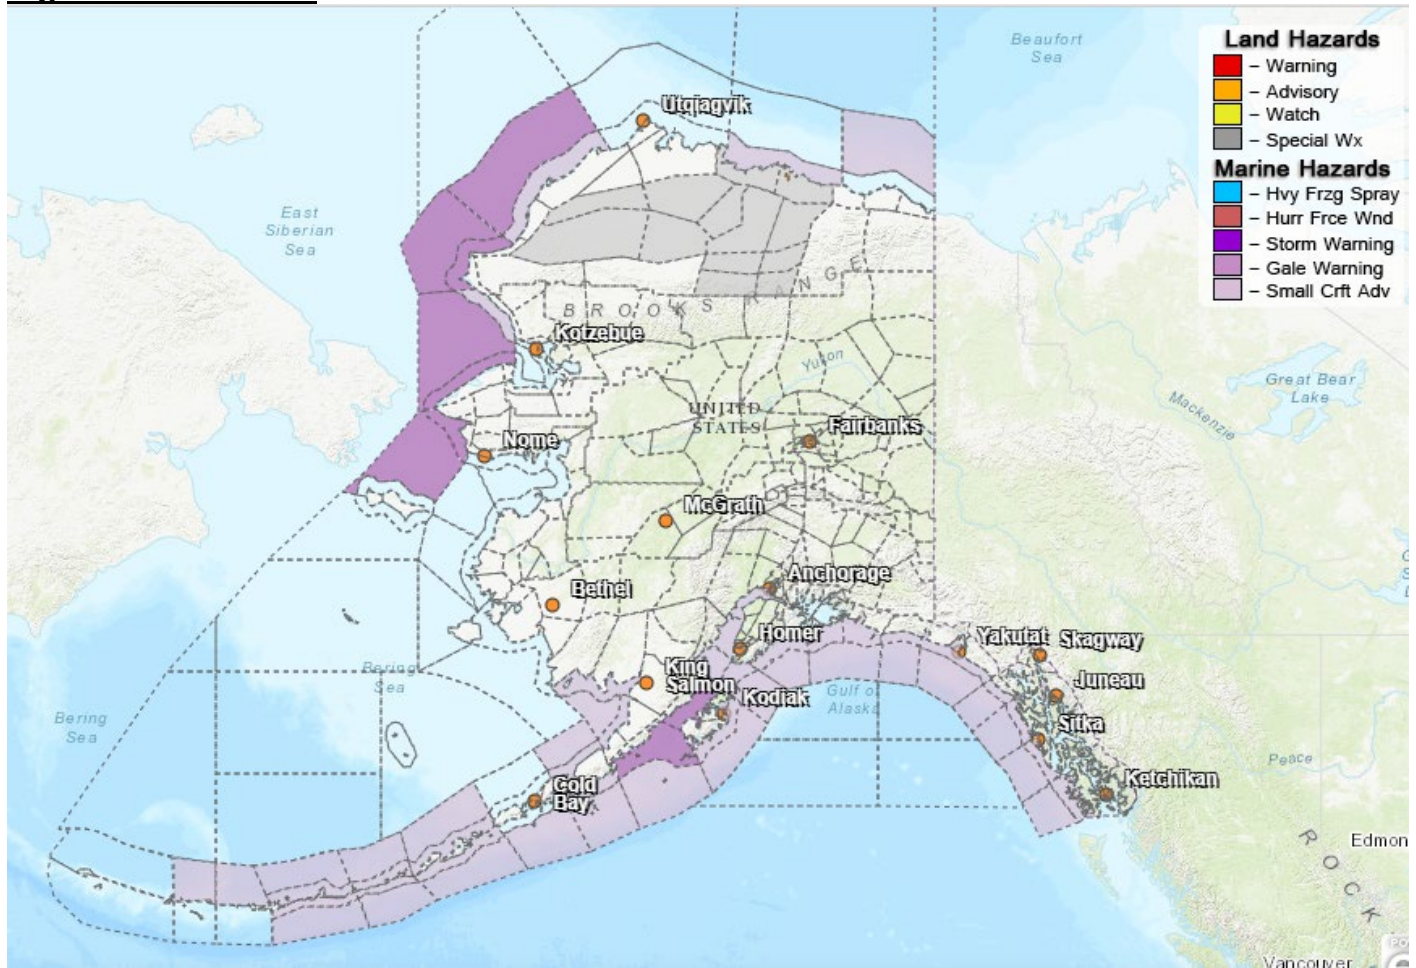 Beaufort
Sea
Land Hazards
– Warning
– Advisory
– Watch
– Special Wx
Marine Hazards
– Hvy Frzg Spray
– Hurr Frce Wnd
– Storm Warning
– Gale Warning
– Small Crft Adv
Utqiagvik
East
Siberian
Sea
BROOKS RANGE
Kotzebue
Yukon
Great Bear
Lake
Mackenzie
UNITED
STATES
Fairbanks
Nome
McGrath
Anchorage
Bethel
Homer
Yakutat
Skagway
King
Salmon
Kodiak
Juneau
Bering
Sea
Gulf of
Alaska
Sitka
Bering
Sea
Peace
Ketchikan
Cold
Bay
ROCK
Edmon
Vancouver